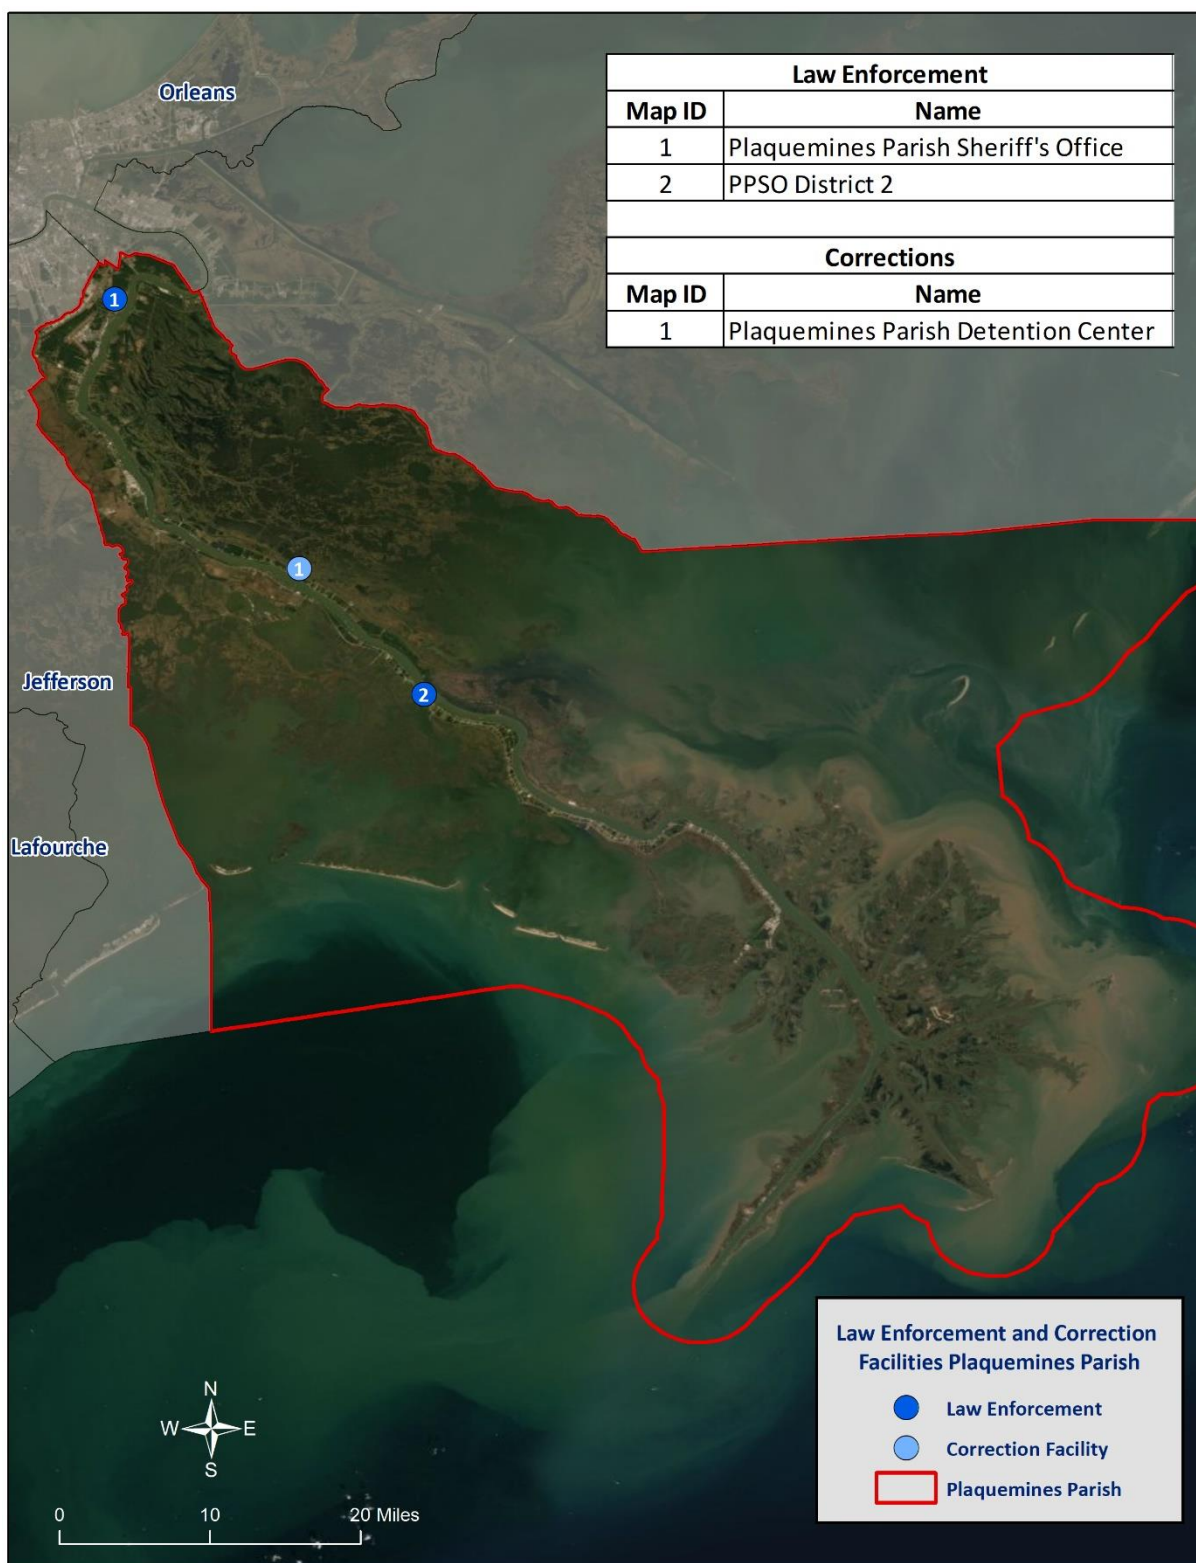 Orleans
Law Enforcement
Map ID Name
1 Plaquemines Parish Sheriff's Office
2 PPSO District 2
Corrections
Map ID Name
1 Plaquemines Parish Detention Center
1
1
2
Jefferson
Lafourche
Law Enforcement and Correction
Facilities Plaquemines Parish
Law Enforcement
Correction Facility
Plaquemines Parish
N
W E
S
0 10 20 Miles